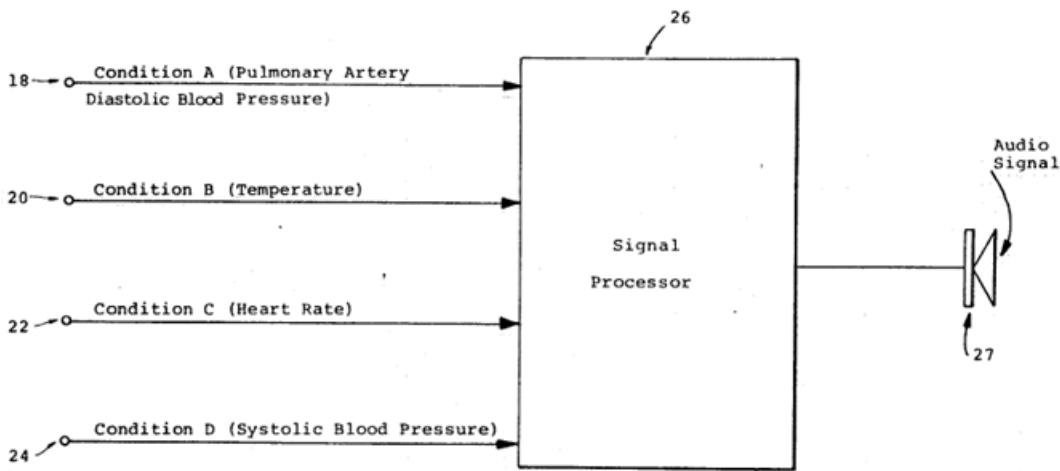 26
18
Condition A (Pulmonary Artery
Diastolic Blood Pressure)
Audio
Signal
20
Condition B (Temperature)
Signal
Processor
22
Condition C (Heart Rate)
27
24
Condition D (Systolic Blood Pressure)